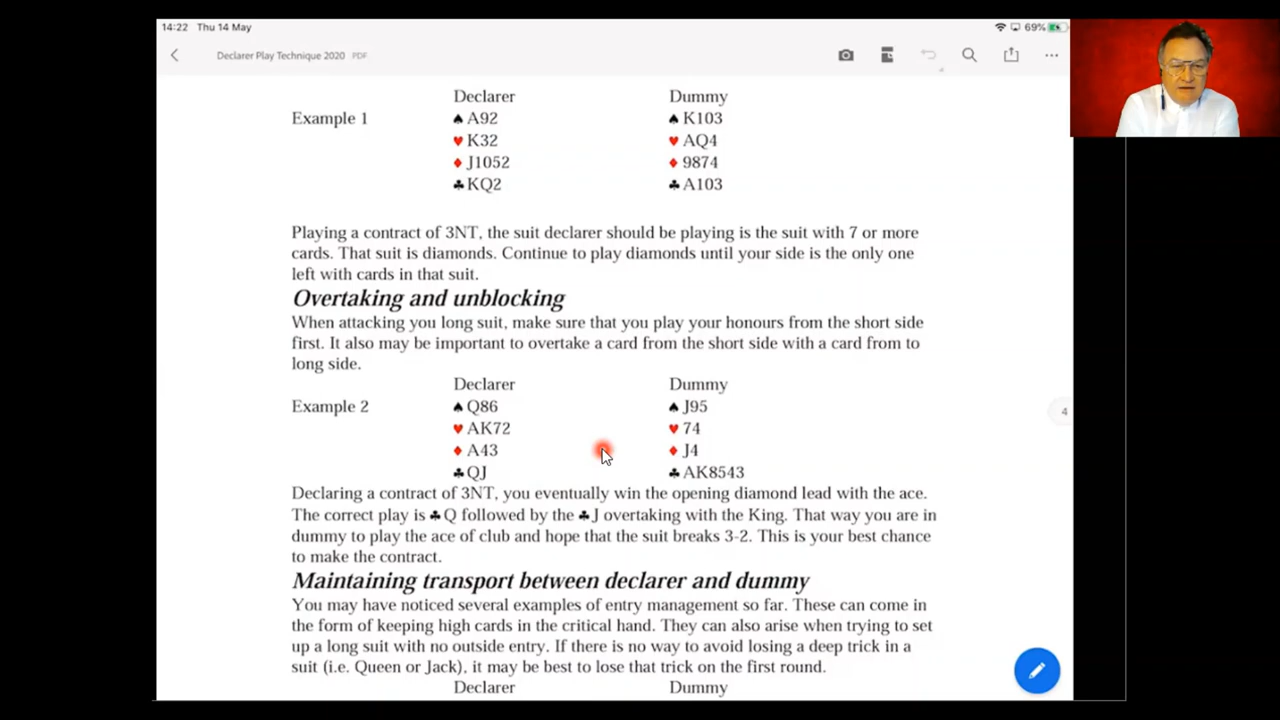 14:22 Thu 14 May
69%
Declarer Play Technique 2020 PDF
Declarer Dummy
Example 1 ♠ A92 ♠ K103
♥ K32 ♥ AQ4
♦ J1052 ♦ 9874
♣ KQ2 ♣ A103
Playing a contract of 3NT, the suit declarer should be playing is the suit with 7 or more
cards. That suit is diamonds. Continue to play diamonds until your side is the only one
left with cards in that suit.
Overtaking and unblocking
When attacking you long suit, make sure that you play your honours from the short side
first. It also may be important to overtake a card from the short side with a card from to
long side.
Declarer Dummy
Example 2 ♠ Q86 ♠ J95
♥ AK72 ♥ 74
♦ A43 ♦ J4
♣ QJ ♣ AK8543
4
Declaring a contract of 3NT, you eventually win the opening diamond lead with the ace.
The correct play is ♣ Q followed by the ♣ J overtaking with the King. That way you are in
dummy to play the ace of club and hope that the suit breaks 3-2. This is your best chance
to make the contract.
Maintaining transport between declarer and dummy
You may have noticed several examples of entry management so far. These can come in
the form of keeping high cards in the critical hand. They can also arise when trying to set
up a long suit with no outside entry. If there is no way to avoid losing a deep trick in a
suit (i.e. Queen or Jack), it may be best to lose that trick on the first round.
Declarer Dummy